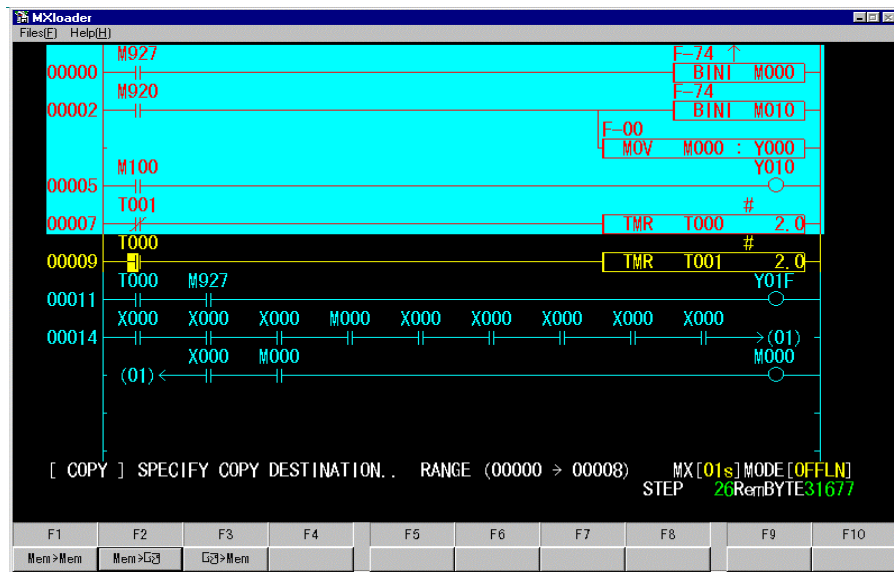 MXloader
Files[F] Help[H]
M927 F-74 ↑
00000 BINI M000
M920 F-74
00002 BINI M010
F-00
MOV M000 : Y000
M100 Y010
00005
T001 #
00007 TMR T000 2.0
T000 #
00009 TMR T001 2.0
T000 M927 Y01F
00011
X000 X000 X000 M000 X000 X000 X000 X000 X000
00014 →(01)
X000 M000 M000
(01)←
[ COPY ] SPECIFY COPY DESTINATION.. RANGE (00000 → 00008) MX[01s]MODE[OFFLN]
STEP 26RemBYTE31677
F1 F2 F3 F4 F5 F6 F7 F8 F9 F10
Mem>Mem Mem> >Mem